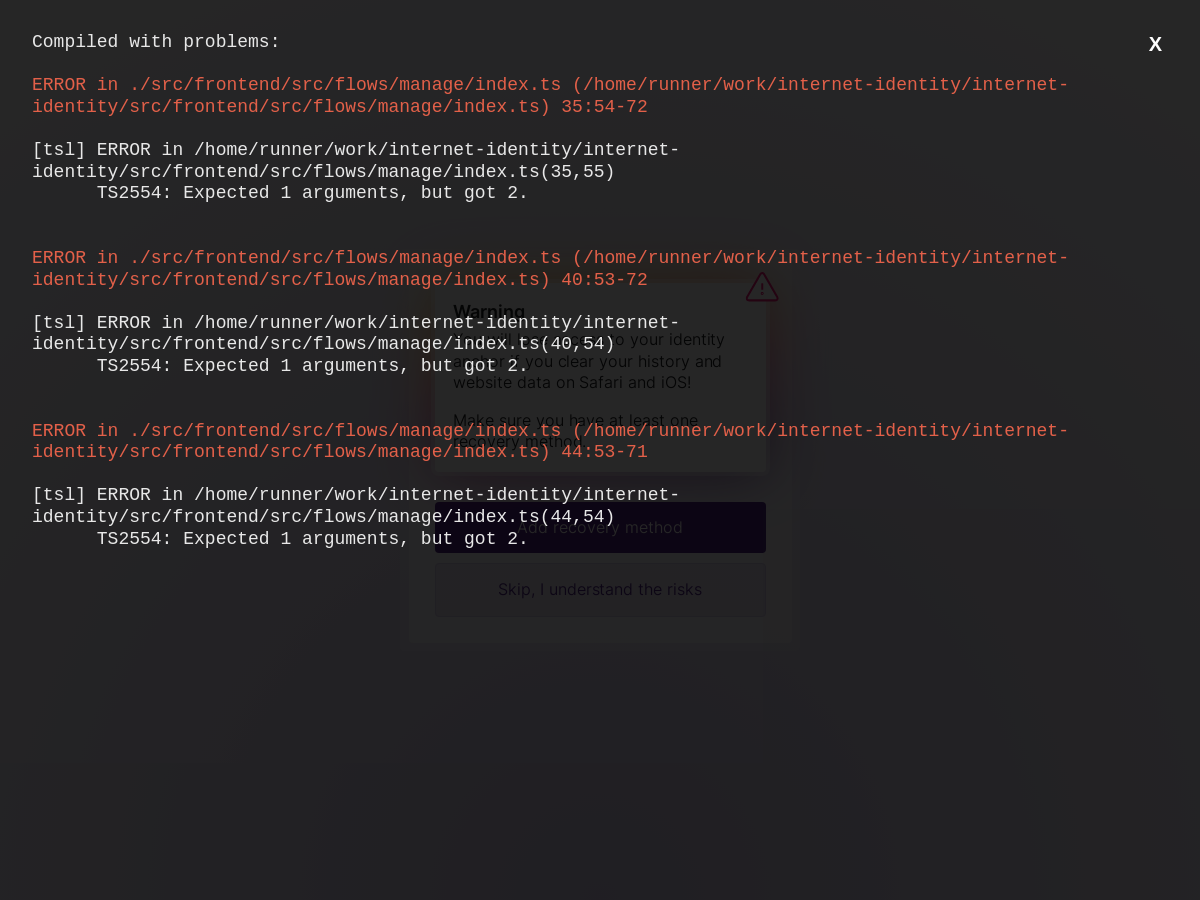 Compiled with problems:
X
ERROR in ./src/frontend/src/flows/manage/index.ts (/home/runner/work/internet-identity/internet-
identity/src/frontend/src/flows/manage/index.ts) 35:54-72
[tsl] ERROR in /home/runner/work/internet-identity/internet-
identity/src/frontend/src/flows/manage/index.ts(35,55)
TS2554: Expected 1 arguments, but got 2.
ERROR in ./src/frontend/src/flows/manage/index.ts (/home/runner/work/internet-identity/internet-
identity/src/frontend/src/flows/manage/index.ts) 40:53-72
[tsl] ERROR in /home/runner/work/internet-identity/internet-
identity/src/frontend/src/flows/manage/index.ts(40,54)
TS2554: Expected 1 arguments, but got 2.
ERROR in ./src/frontend/src/flows/manage/index.ts (/home/runner/work/internet-identity/internet-
identity/src/frontend/src/flows/manage/index.ts) 44:53-71
[tsl] ERROR in /home/runner/work/internet-identity/internet-
identity/src/frontend/src/flows/manage/index.ts(44,54)
TS2554: Expected 1 arguments, but got 2.
Warning
to your identity
anchor if you clear your history and
website data on Safari and iOS!
Make sure you have at least one
recovery method.
Add recovery method
Skip, I understand the risks